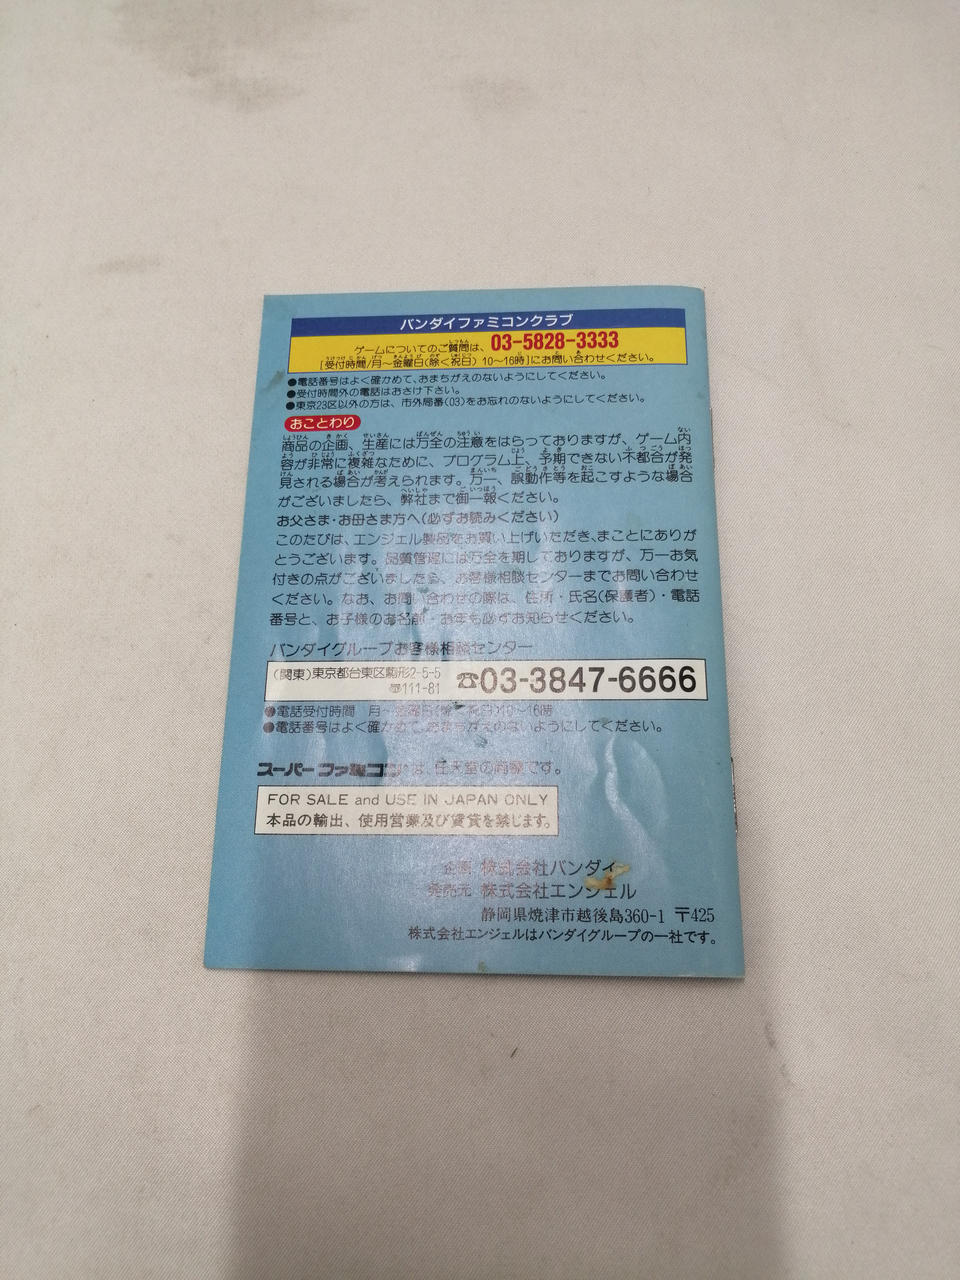 バンダイファミコンクラブ
ゲームについてのご質問は、03-5828-3333
[受付時間/月〜金曜日(除く祝日) 10〜16時]にお問い合わせください。
●電話番号はよく確かめて、おまちがえのないようにしてください。
●受付時間外の電話はおさけ下さい。
●東京23区以外の方は、市外局番(03)をお忘れのないようにしてください。
おことわり
商品の企画、生産には万全の注意をはらっておりますが、ゲーム内
容が非常に複雑なために、プログラム上、予期できない不都合が発
見される場合が考えられます。万一、誤動作等を起こすような場合
がございましたら、弊社まで御一報ください。
お父さま・お母さま方へ(必ずお読みください)
このたびは、エンジェル製品をお買い上げいただき、まことにありが
とうございます。品質管理には万全を期しておりますが、万一お気
付きの点がございましたら、お客様相談センターまでお問い合わせ
ください。なお、お問い合わせの際は、住所・氏名(保護者)・電話
番号と、お子様のお名前・お年も必ずお知らせください。
バンダイグループお客様相談センター
(関東)東京都台東区駒形2-5-5
〠111-81 ☎03-3847-6666
●電話受付時間 月〜金曜日(除く祝日)10〜16時
●電話番号はよく確かめて、おまちがえのないようにしてください。
スーパーファミコンは、任天堂の商標です。
FOR SALE and USE IN JAPAN ONLY
本品の輸出、使用営業及び賃貸を禁じます。
企画 株式会社バンダイ
発売元 株式会社エンジェル
静岡県焼津市越後島360-1 〒425
株式会社エンジェルはバンダイグループの一社です。